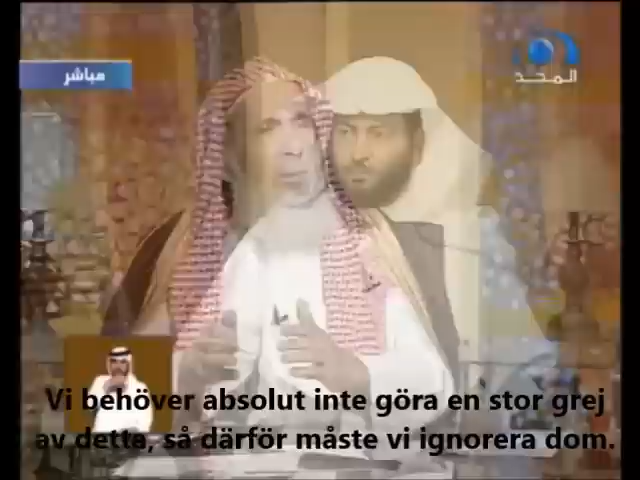 مباشر
المجد
Vi behöver absolut inte göra en stor grej
av detta, så därför måste vi ignorera dom.